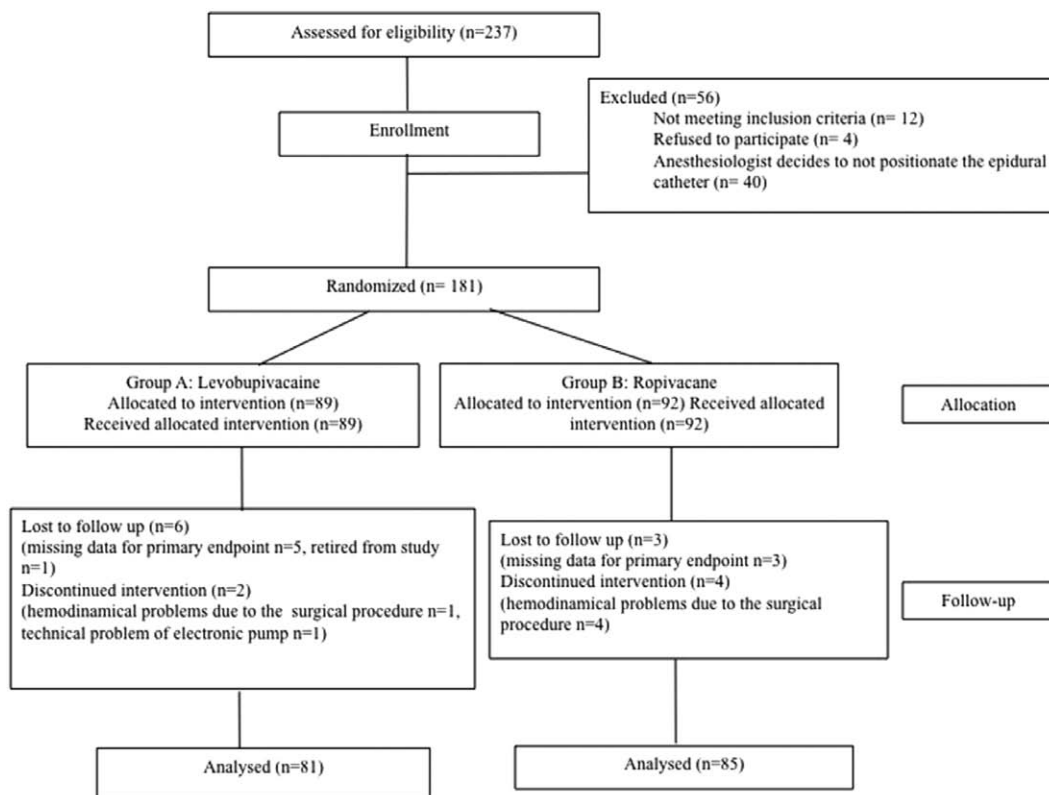 Assessed for eligibility (n=237)
Enrollment
Excluded (n=56)
Not meeting inclusion criteria (n= 12)
Refused to participate (n= 4)
Anesthesiologist decides to not positionate the epidural
catheter (n= 40)
Randomized (n= 181)
Group A: Levobupivacaine
Allocated to intervention (n=89)
Received allocated intervention (n=89)
Group B: Ropivacane
Allocated to intervention (n=92) Received allocated
intervention (n=92)
Allocation
Lost to follow up (n=6)
(missing data for primary endpoint n=5, retired from study
n=1)
Discontinued intervention (n=2)
(hemodinamical problems due to the surgical procedure n=1,
technical problem of electronic pump n=1)
Lost to follow up (n=3)
(missing data for primary endpoint n=3)
Discontinued intervention (n=4)
(hemodinamical problems due to the surgical
procedure n=4)
Follow-up
Analysed (n=81)
Analysed (n=85)